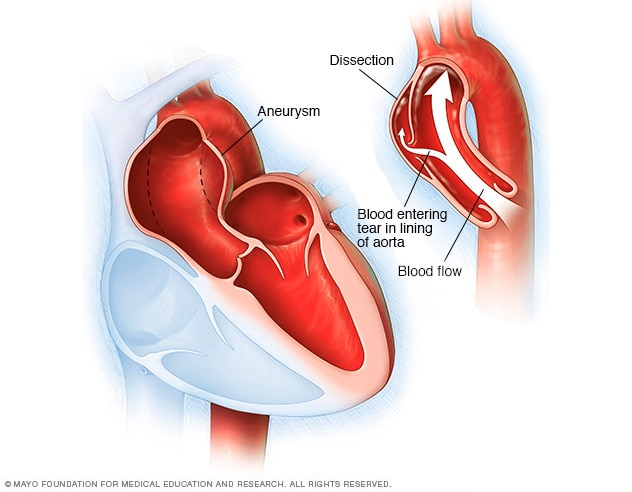 Dissection
Aneurysm
Blood entering
tear in lining
of aorta
Blood flow
© MAYO FOUNDATION FOR MEDICAL EDUCATION AND RESEARCH. ALL RIGHTS RESERVED.